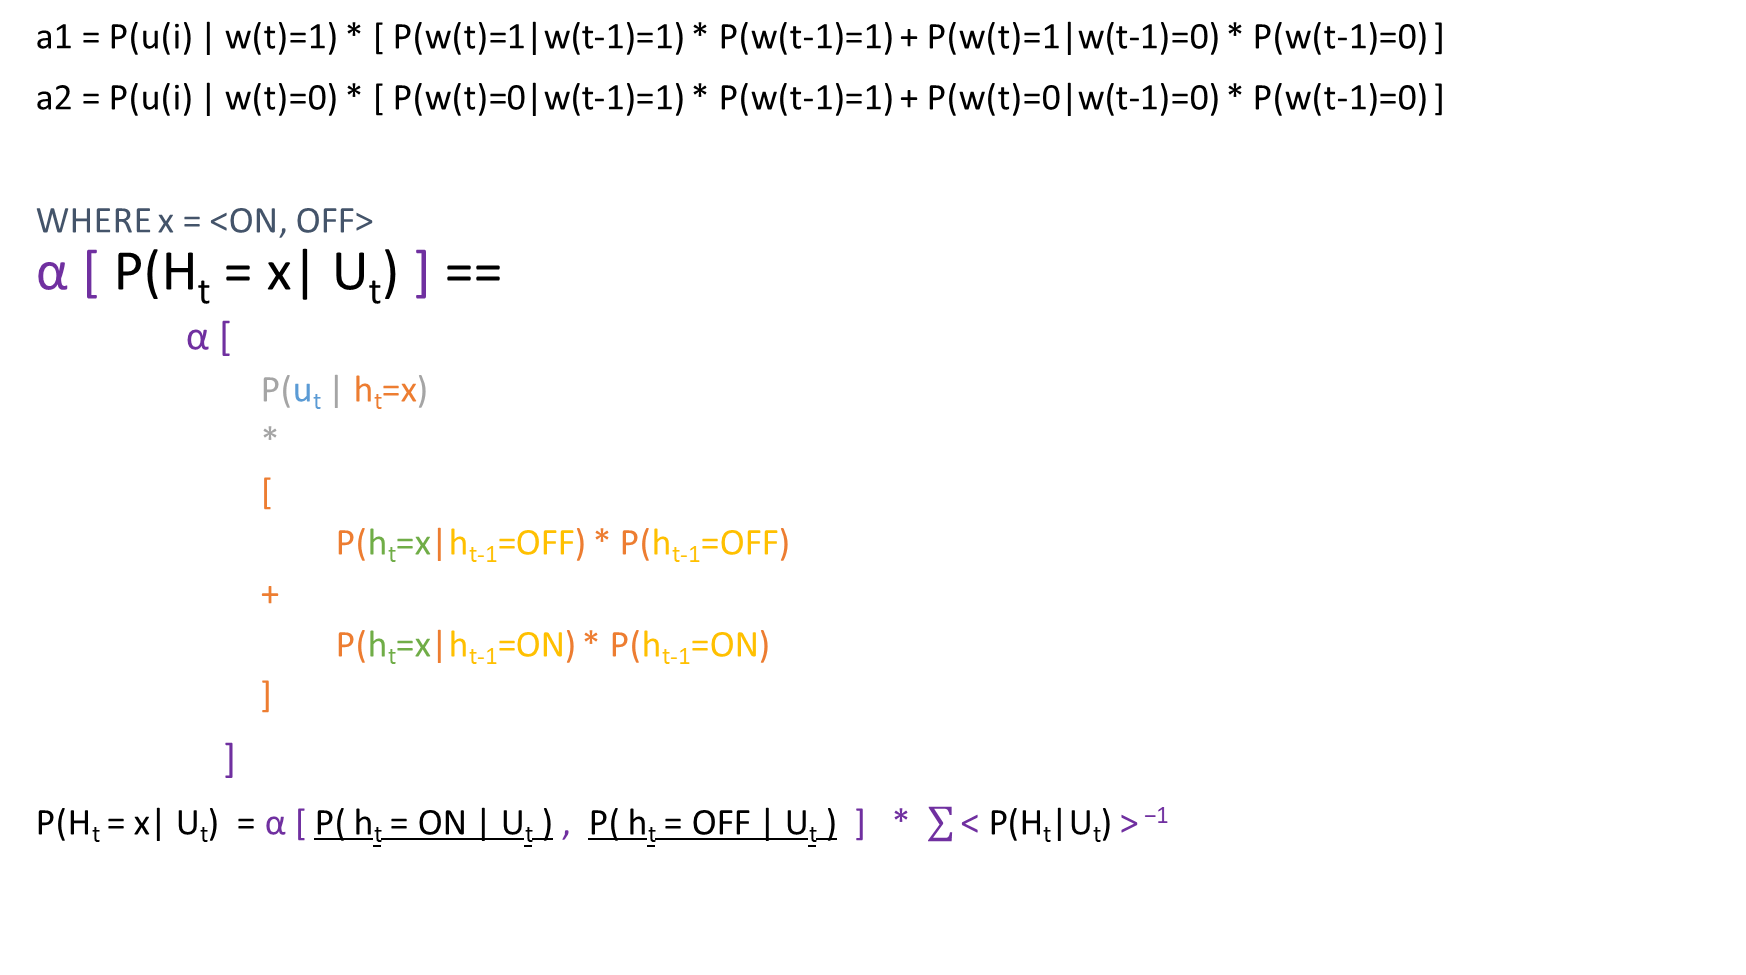 a1 = P(u(i) | w(t)=1) * [ P(w(t)=1|w(t-1)=1) * P(w(t-1)=1) + P(w(t)=1|w(t-1)=0) * P(w(t-1)=0) ]
a2 = P(u(i) | w(t)=0) * [ P(w(t)=0|w(t-1)=1) * P(w(t-1)=1) + P(w(t)=0|w(t-1)=0) * P(w(t-1)=0) ]
WHERE x = <ON, OFF>
α [ P(Hₜ = x| Uₜ) ] ==
α [
P(uₜ | hₜ=x)
*
[
P(hₜ=x|hₜ₋₁=OFF) * P(hₜ₋₁=OFF)
+
P(hₜ=x|hₜ₋₁=ON) * P(hₜ₋₁=ON)
]
]
P(Hₜ = x| Uₜ) = α [ P( hₜ = ON | Uₜ ) , P( hₜ = OFF | Uₜ ) ] * ∑ < P(Hₜ|Uₜ) > ⁻¹